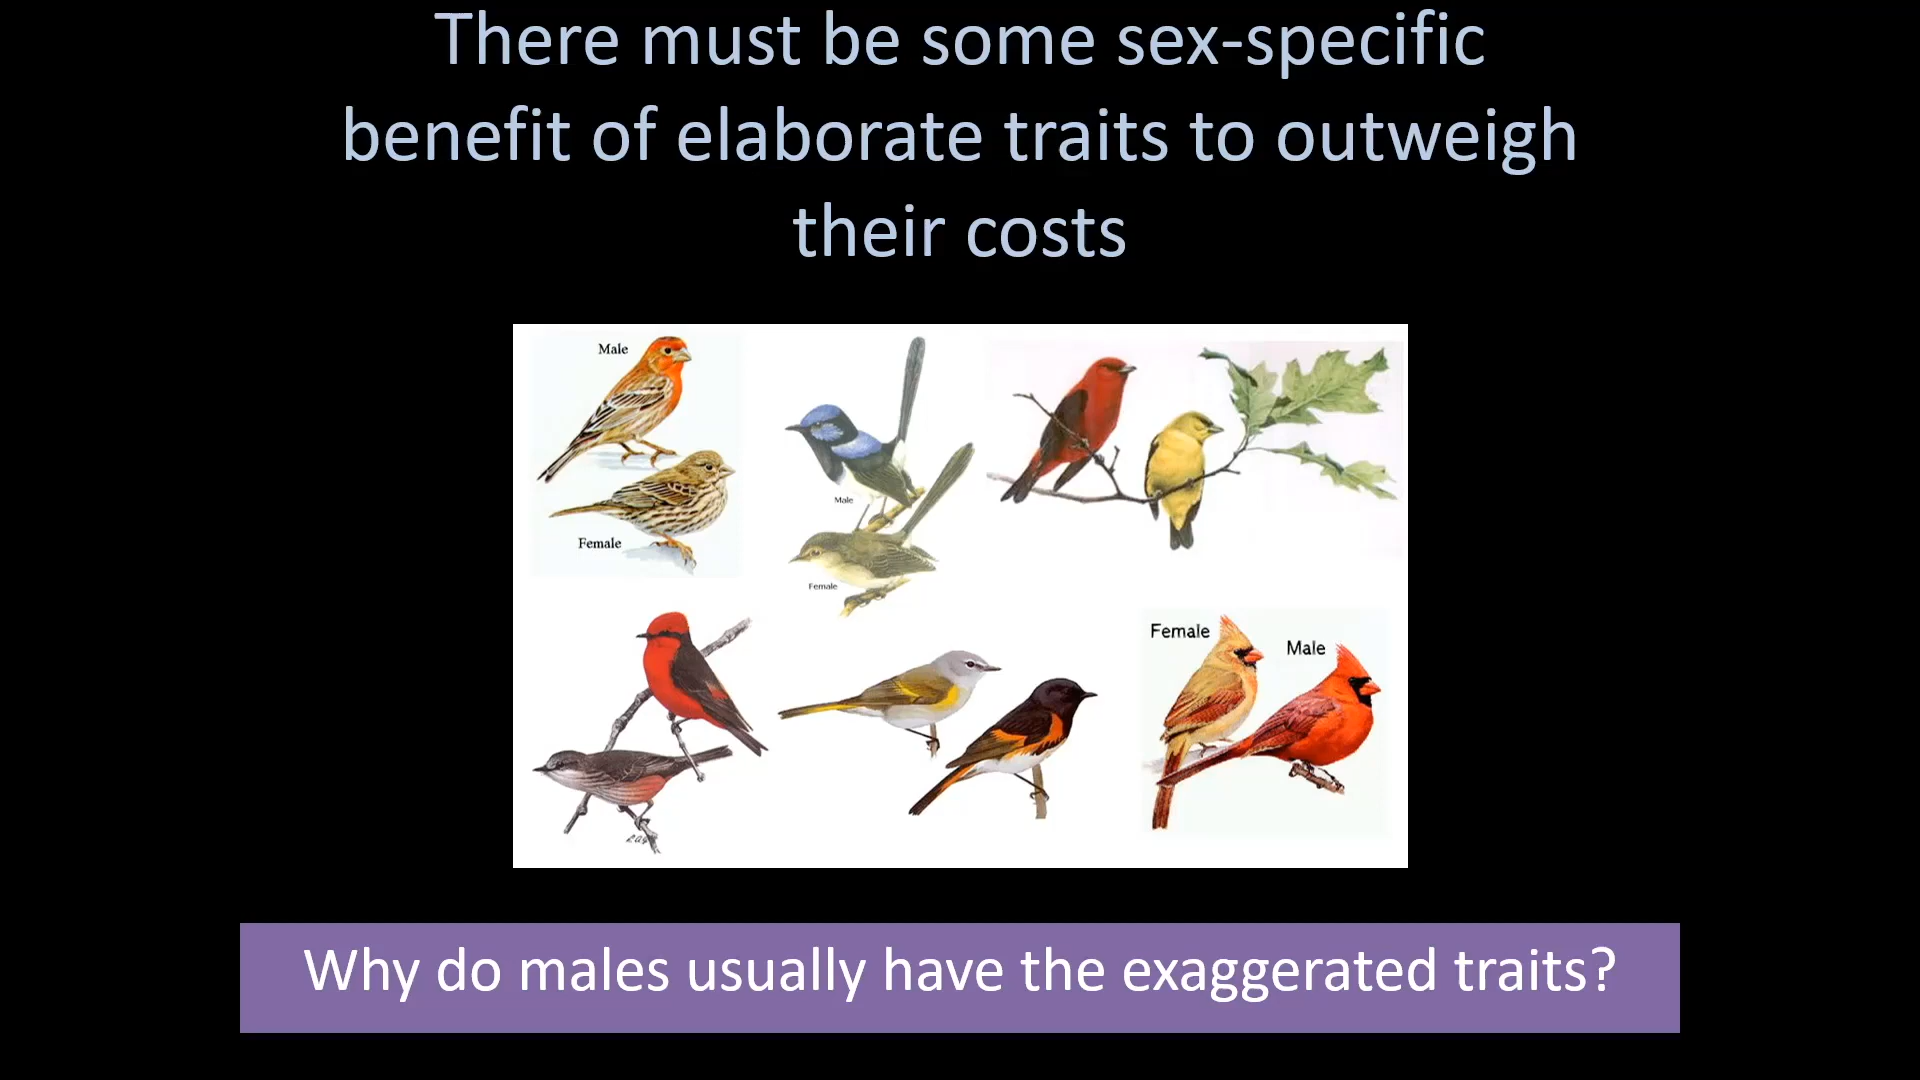 There must be some sex-specific
benefit of elaborate traits to outweigh
their costs
Male
Female
Male
Female
Female
Male
Why do males usually have the exaggerated traits?